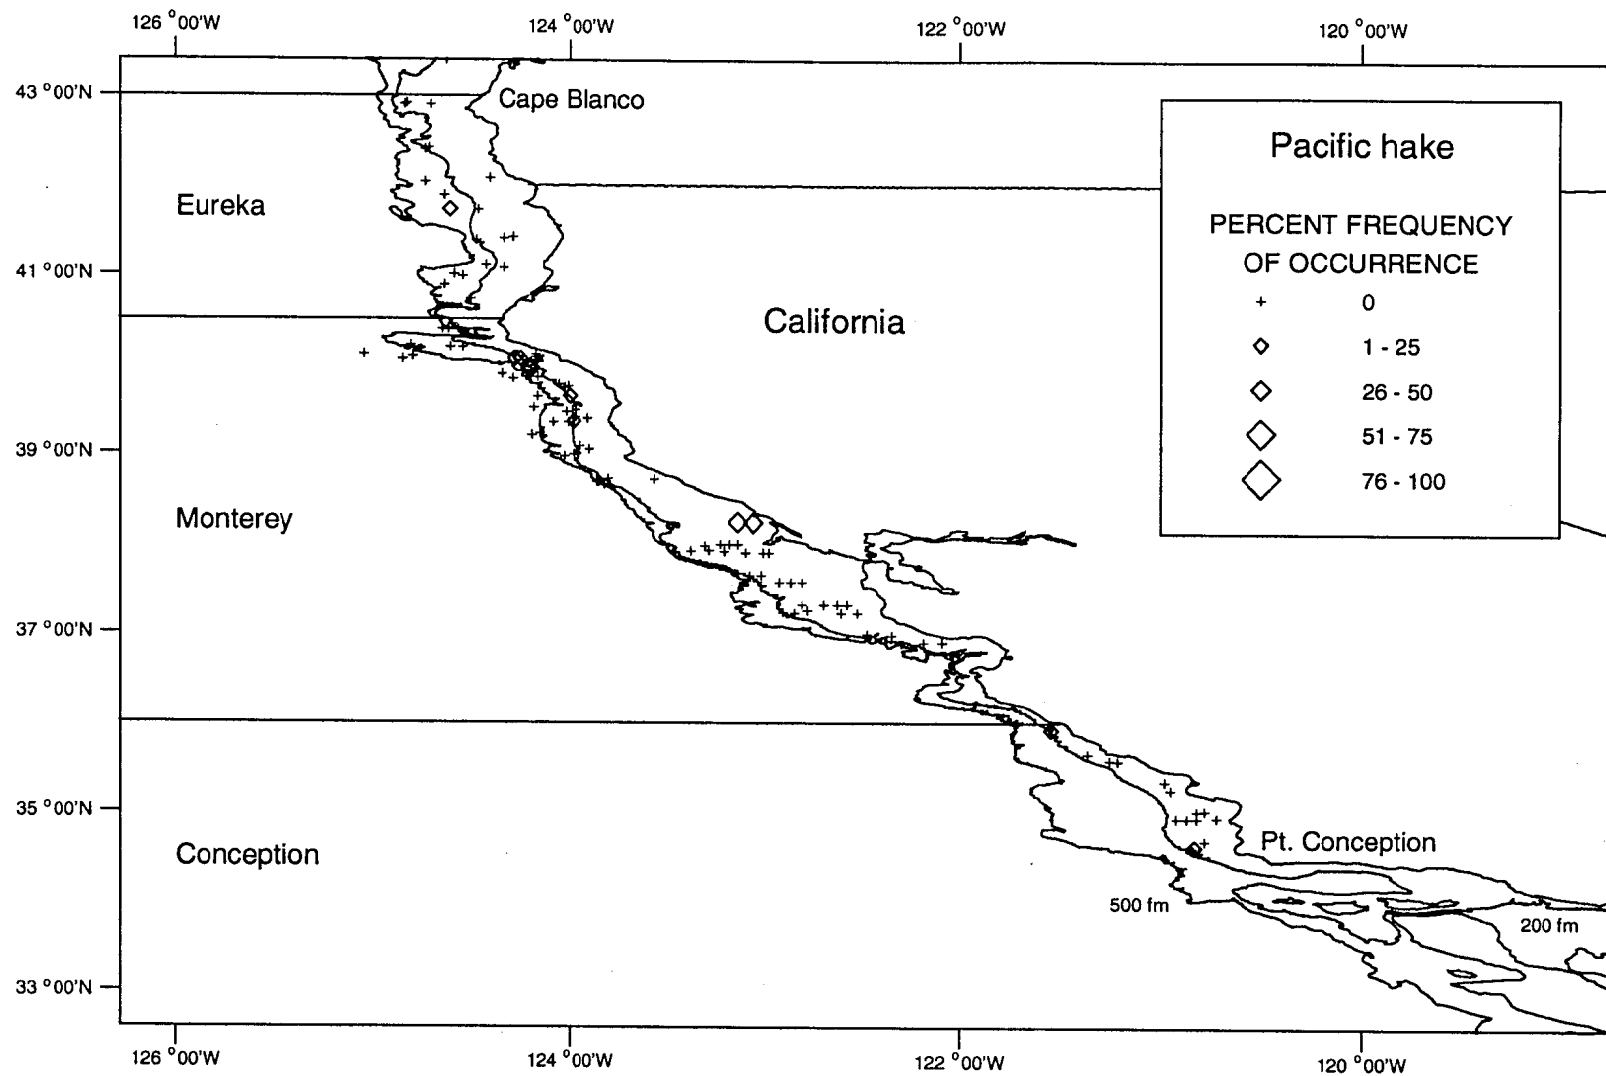 126 °00'W
124 °00'W
122 °00'W
120 °00'W
43 °00'N
Cape Blanco
Eureka
41 °00'N
California
39 °00'N
Monterey
37 °00'N
35 °00'N
Conception
Pt. Conception
500 fm
200 fm
33 °00'N
126 °00'W
124 °00'W
122 °00'W
120 °00'W
Pacific hake
PERCENT FREQUENCY
OF OCCURRENCE
+ 0
1 - 25
26 - 50
51 - 75
76 - 100